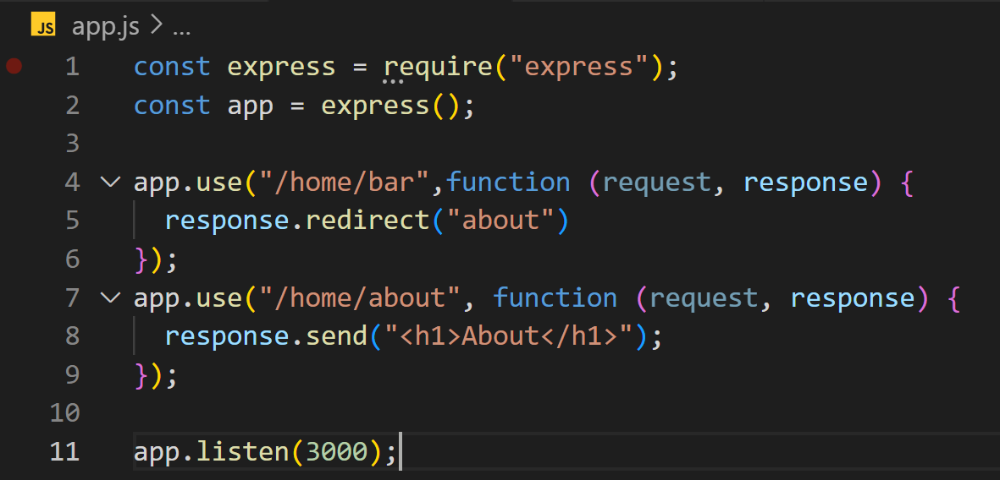 JS app.js > ...
1 const express = require("express");
2 const app = express();
3
4 app.use("/home/bar",function (request, response) {
5   response.redirect("about")
6 });
7 app.use("/home/about", function (request, response) {
8   response.send("<h1>About</h1>");
9 });
10
11 app.listen(3000);